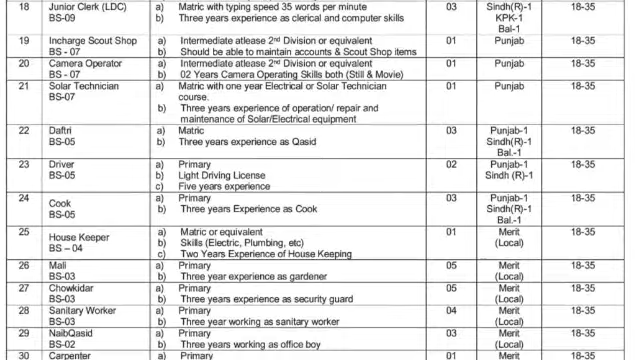 18 Junior Clerk (LDC) a) Matric with typing speed 35 words per minute 03 Sindh(R)-1 18-35
BS-09 b) Three years experience as clerical and computer skills KPK-1
Bal-1
19 Incharge Scout Shop a) Intermediate atlease 2nd Division or equivalent 01 Punjab 18-35
BS - 07 b) Should be able to maintain accounts & Scout Shop items
20 Camera Operator a) Intermediate atlease 2nd Division or equivalent 01 Punjab 18-35
BS - 07 b) 02 Years Camera Operating Skills both (Still & Movie)
21 Solar Technician a) Matric with one year Electrical or Solar Technician 01 Punjab 18-35
BS-07 course.
b) Three years experience of operation/ repair and
maintenance of Solar/Electrical equipment
22 Daftri a) Matric 03 Punjab-1 18-35
BS-05 b) Three years experience as Qasid Sindh(R)-1
Bal.-1
23 Driver a) Primary 02 Punjab-1 18-35
BS-05 b) Light Driving License Sindh (R)-1
c) Five years experience
24 Cook a) Primary 03 Punjab-1 18-35
BS-05 b) Three years Experience as Cook Sindh(R)-1
Bal.-1
25 House Keeper a) Matric or equivalent 01 Merit 18-35
BS – 04 b) Skills (Electric, Plumbing, etc) (Local)
c) Two Years Experience of House Keeping
26 Mali a) Primary 05 Merit 18-35
BS-03 b) Three year experience as gardener (Local)
27 Chowkidar a) Primary 05 Merit 18-35
BS-03 b) Three years experience as security guard (Local)
28 Sanitary Worker a) Primary 04 Merit 18-35
BS-03 b) Three year working as sanitary worker (Local)
29 NaibQasid a) Primary 03 Merit 18-35
BS-02 b) Three years working as office boy (Local)
30 Carpenter a) Primary 01 Merit 18-35